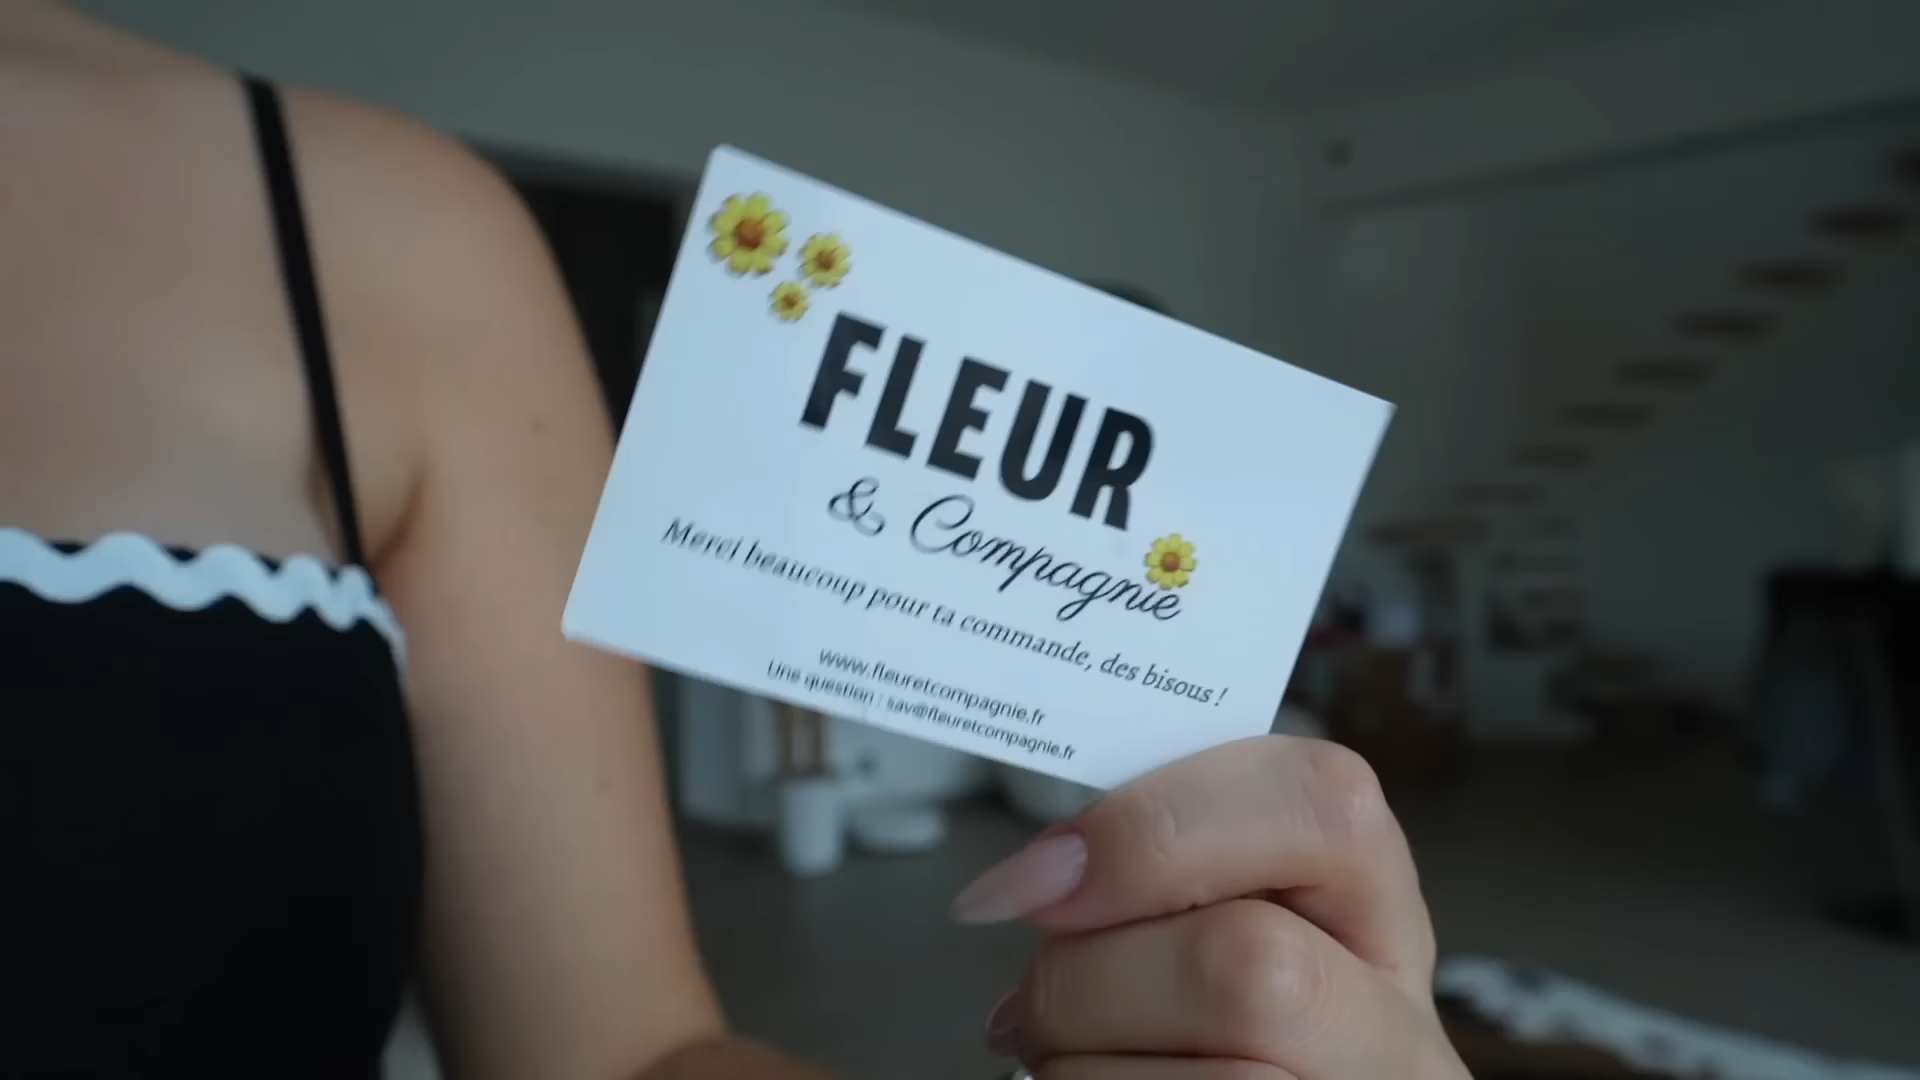 FLEUR
& Compagnie
Merci beaucoup pour ta commande, des bisous !
www.fleuretcompagnie.fr
Une question : sav@fleuretcompagnie.fr